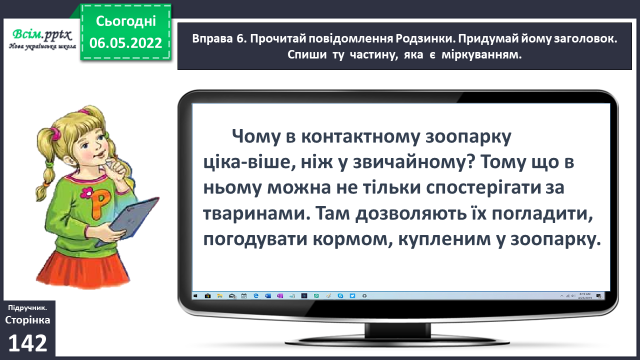 Всім.pptx
Нова українська школа
Сьогодні
06.05.2022
Вправа 6. Прочитай повідомлення Родзинки. Придумай йому заголовок.
Спиши ту частину, яка є міркуванням.
Чому в контактному зоопарку
ціка-віше, ніж у звичайному? Тому що в
ньому можна не тільки спостерігати за
тваринами. Там дозволяють їх погладити,
погодувати кормом, купленим у зоопарку.
Р
Підручник.
Сторінка
142